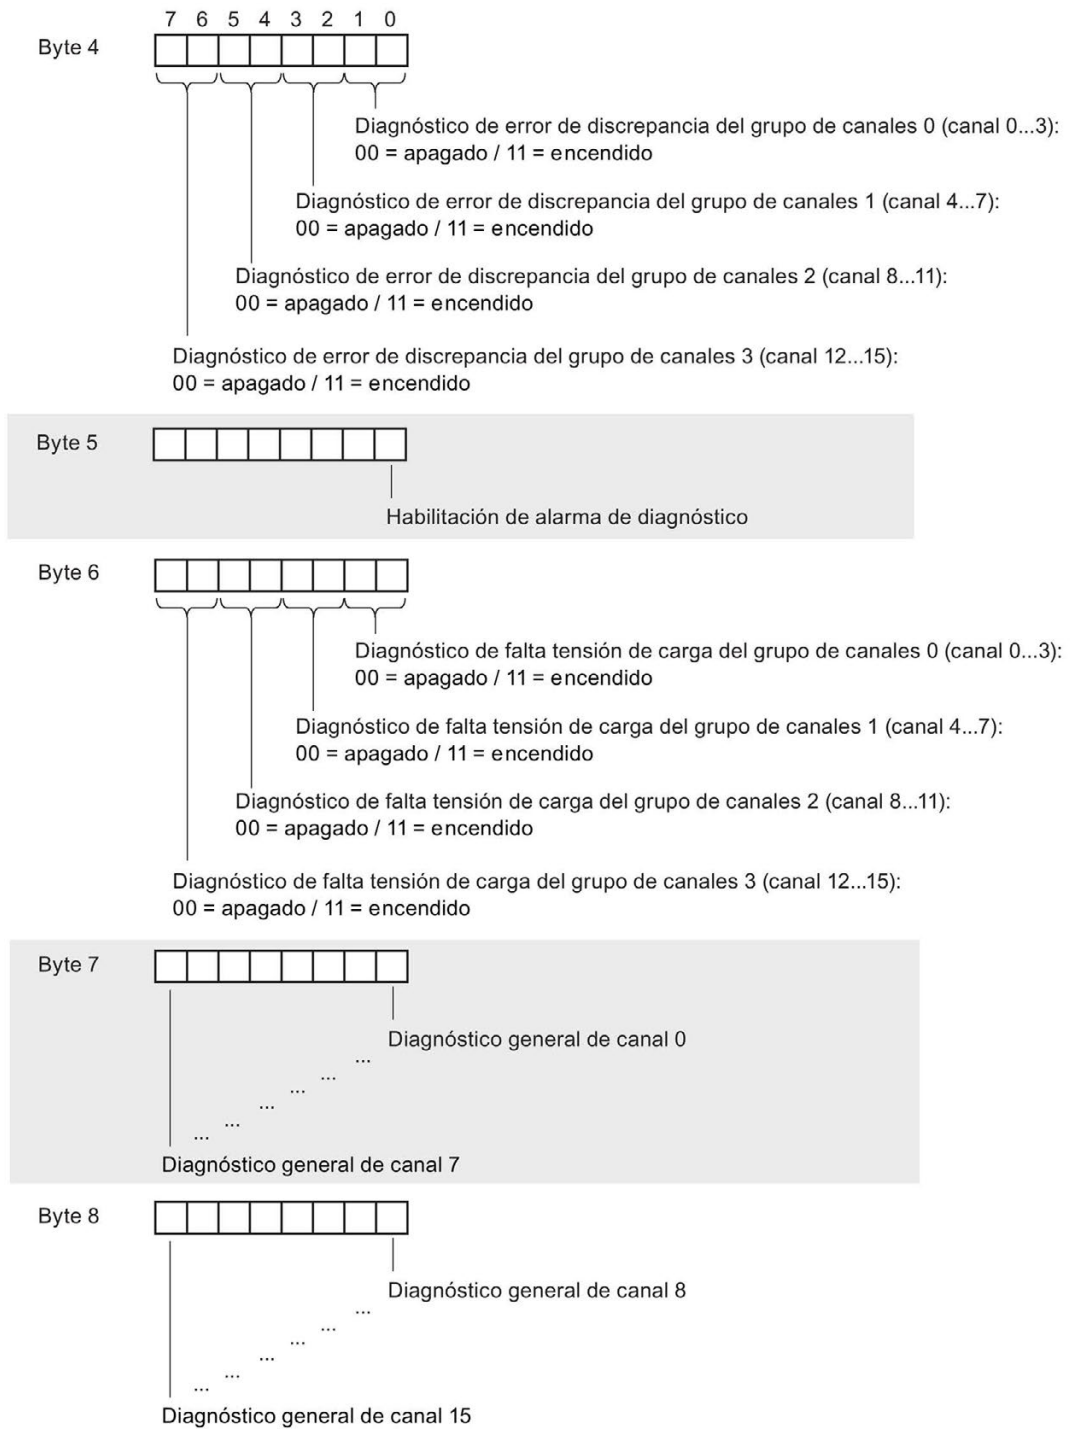 7 6 5 4 3 2 1 0
Byte 4
Diagnóstico de error de discrepancia del grupo de canales 0 (canal 0...3):
00 = apagado / 11 = encendido
Diagnóstico de error de discrepancia del grupo de canales 1 (canal 4...7):
00 = apagado / 11 = encendido
Diagnóstico de error de discrepancia del grupo de canales 2 (canal 8...11):
00 = apagado / 11 = encendido
Diagnóstico de error de discrepancia del grupo de canales 3 (canal 12...15):
00 = apagado / 11 = encendido
Byte 5
Habilitación de alarma de diagnóstico
Byte 6
Diagnóstico de falta tensión de carga del grupo de canales 0 (canal 0...3):
00 = apagado / 11 = encendido
Diagnóstico de falta tensión de carga del grupo de canales 1 (canal 4...7):
00 = apagado / 11 = encendido
Diagnóstico de falta tensión de carga del grupo de canales 2 (canal 8...11):
00 = apagado / 11 = encendido
Diagnóstico de falta tensión de carga del grupo de canales 3 (canal 12...15):
00 = apagado / 11 = encendido
Byte 7
Diagnóstico general de canal 0
...
...
...
...
...
...
Diagnóstico general de canal 7
Byte 8
Diagnóstico general de canal 8
...
...
...
...
...
...
Diagnóstico general de canal 15